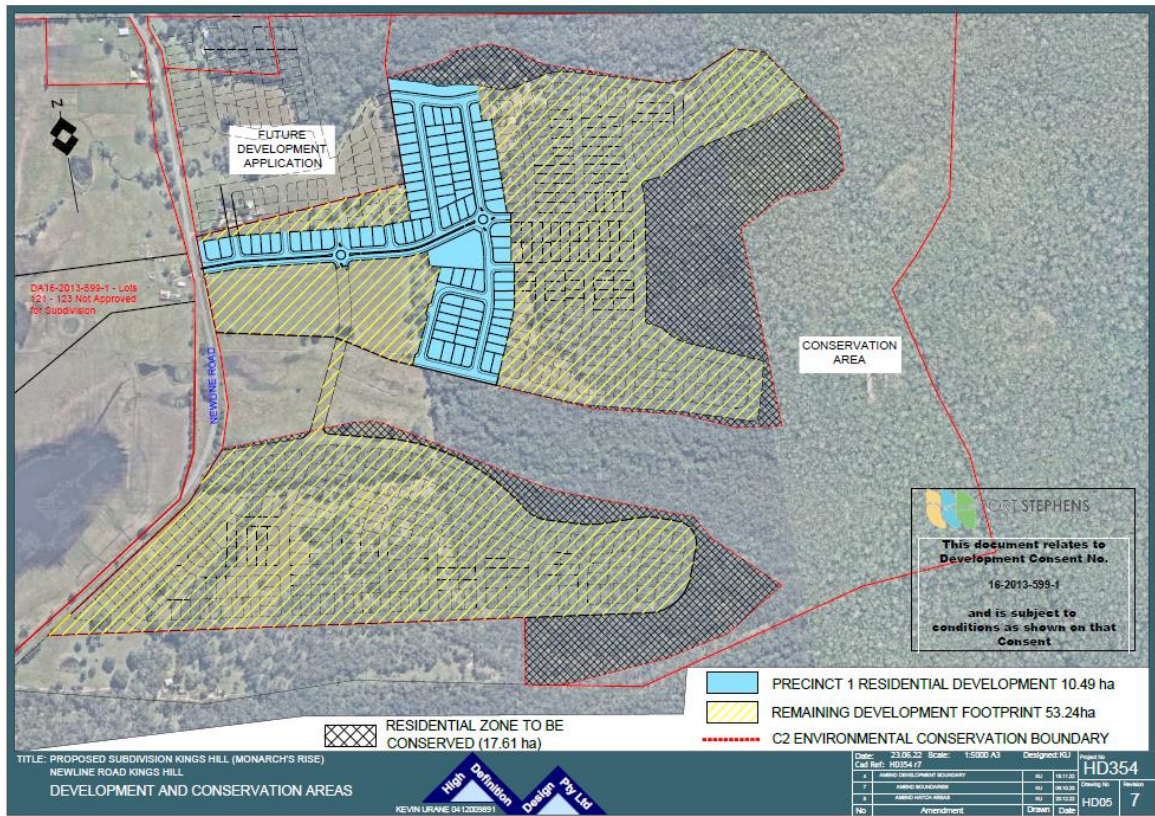 Z
FUTURE
DEVELOPMENT
APPLICATION
DA16-2013-599-1 - Lots
121 - 123 Not Approved
for Subdivision
NEWLINE ROAD
CONSERVATION
AREA
PORT STEPHENS
This document relates to
Development Consent No.
16-2013-599-1
and is subject to
conditions as shown on that
Consent
PRECINCT 1 RESIDENTIAL DEVELOPMENT 10.49 ha
REMAINING DEVELOPMENT FOOTPRINT 53.24ha
C2 ENVIRONMENTAL CONSERVATION BOUNDARY
RESIDENTIAL ZONE TO BE
CONSERVED (17.61 ha)
TITLE: PROPOSED SUBDIVISION KINGS HILL (MONARCH'S RISE)
NEWLINE ROAD KINGS HILL
DEVELOPMENT AND CONSERVATION AREAS
High Definition Design Pty Ltd
KEVIN URANE 0412009891
Date: 23.06.22 Scale: 1:5000 A3 Designed: KU
Cad Ref: HD354 r7
Project No
HD354
4 AMEND DEVELOPMENT BOUNDARY KU
7 AMEND BOUNDARIES KU
AMEND HATCH AREAS KU
No Amendment Drawn Date
Drawing No
HD05
Revision
7